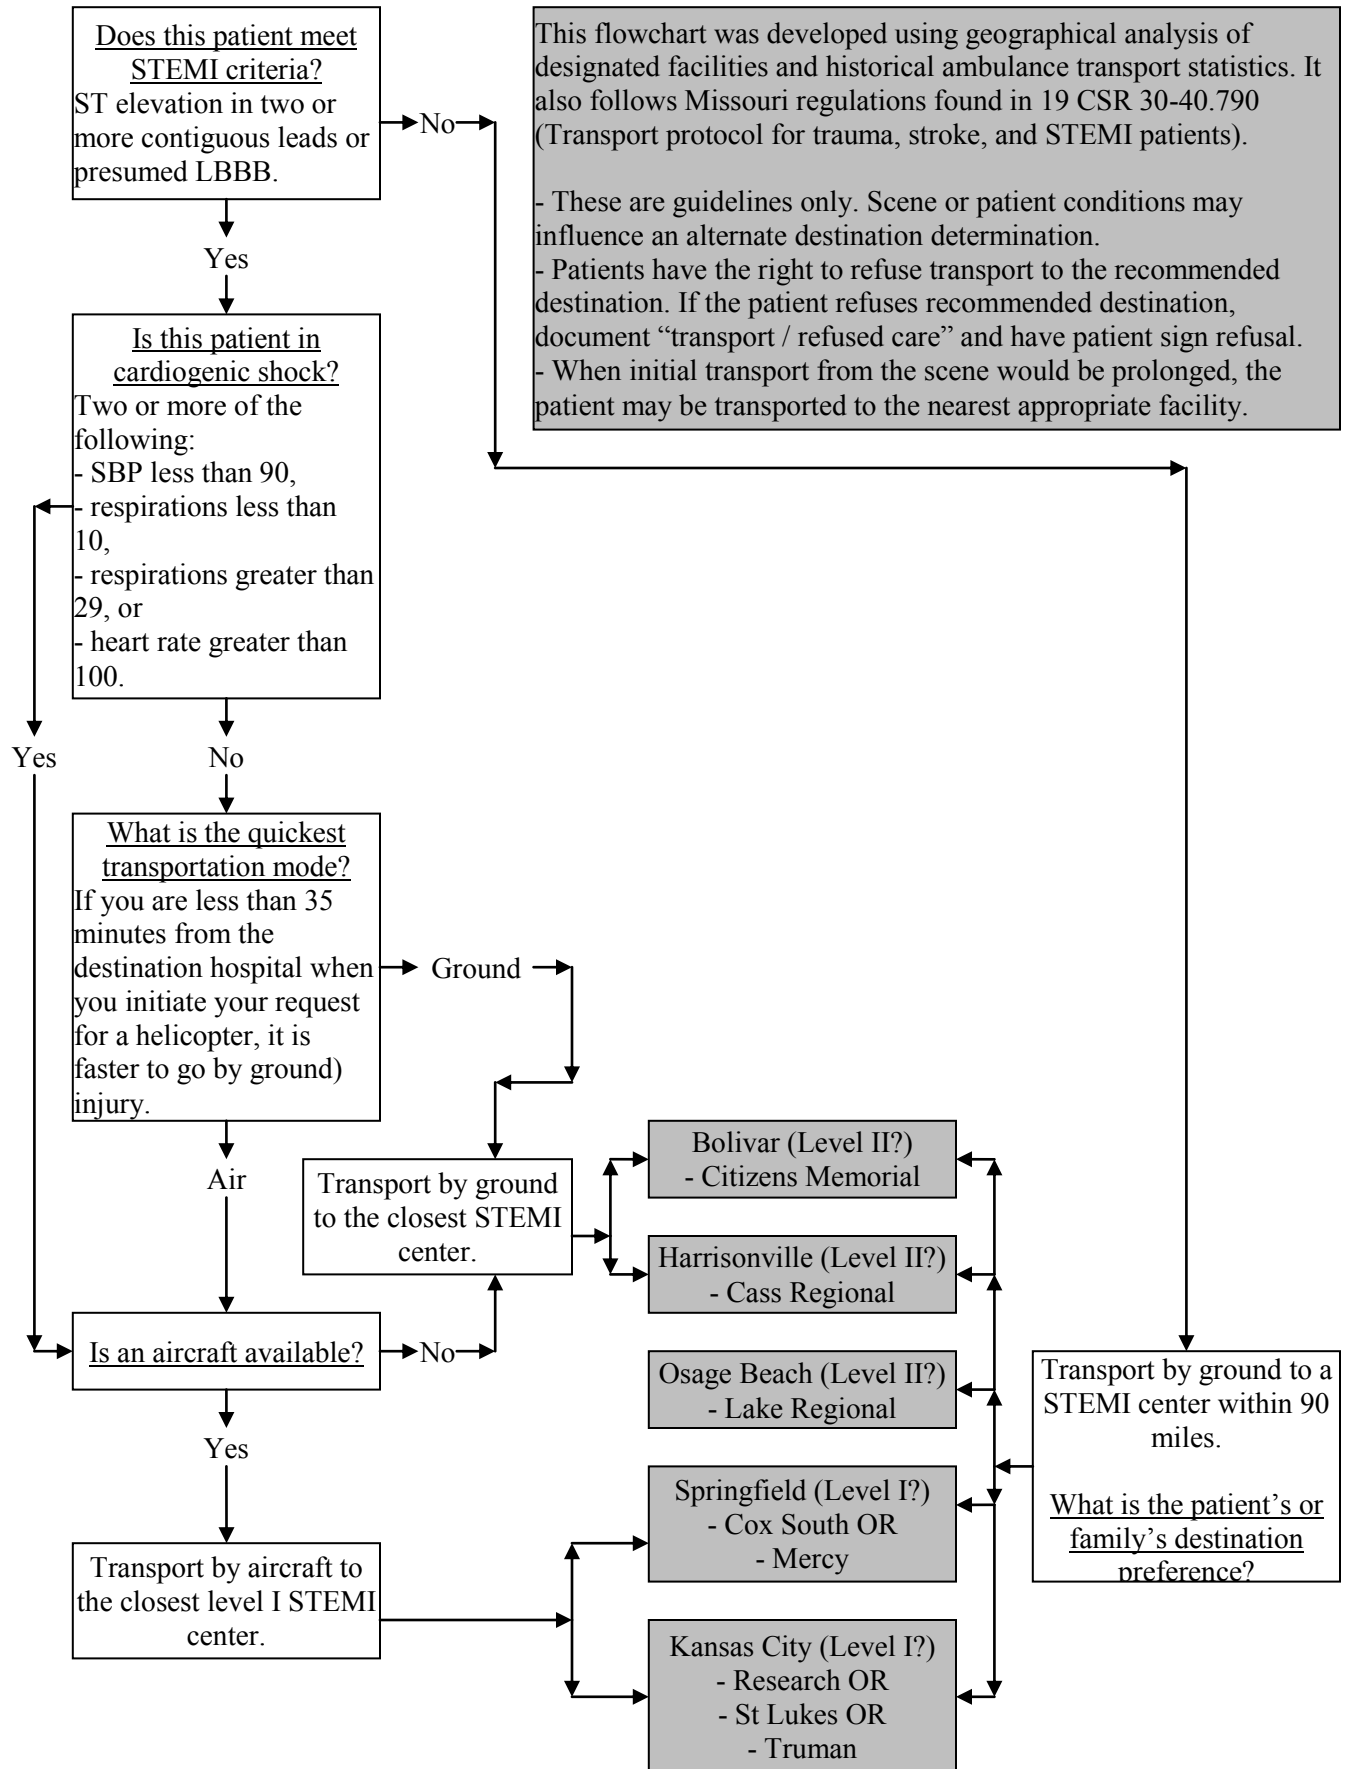 Does this patient meet
STEMI criteria?
ST elevation in two or
more contiguous leads or
presumed LBBB.
No
This flowchart was developed using geographical analysis of
designated facilities and historical ambulance transport statistics. It
also follows Missouri regulations found in 19 CSR 30-40.790
(Transport protocol for trauma, stroke, and STEMI patients).
- These are guidelines only. Scene or patient conditions may
influence an alternate destination determination.
- Patients have the right to refuse transport to the recommended
destination. If the patient refuses recommended destination,
document “transport / refused care” and have patient sign refusal.
- When initial transport from the scene would be prolonged, the
patient may be transported to the nearest appropriate facility.
Yes
Is this patient in
cardiogenic shock?
Two or more of the
following:
- SBP less than 90,
- respirations less than
10,
- respirations greater than
29, or
- heart rate greater than
100.
Yes
No
What is the quickest
transportation mode?
If you are less than 35
minutes from the
destination hospital when
you initiate your request
for a helicopter, it is
faster to go by ground)
injury.
Ground
Air
Transport by ground
to the closest STEMI
center.
Bolivar (Level II?)
- Citizens Memorial
Harrisonville (Level II?)
- Cass Regional
Is an aircraft available?
No
Osage Beach (Level II?)
- Lake Regional
Transport by ground to a
STEMI center within 90
miles.
What is the patient’s or
family’s destination
preference?
Yes
Springfield (Level I?)
- Cox South OR
- Mercy
Transport by aircraft to
the closest level I STEMI
center.
Kansas City (Level I?)
- Research OR
- St Lukes OR
- Truman